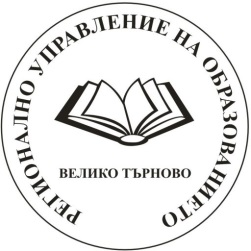 РЕГИОНАЛНО УПРАВЛЕНИЕ НА ОБРАЗОВАНИЕТО
ВЕЛИКО ТЪРНОВО